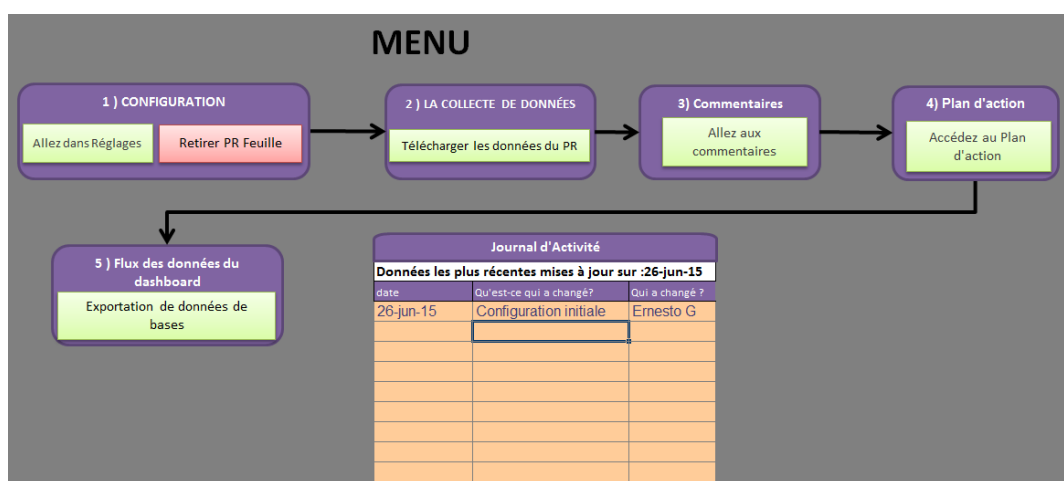 MENU
1 ) CONFIGURATION
Allez dans Réglages
Retirer PR Feuille
2 ) LA COLLECTE DE DONNÉES
Télécharger les données du PR
3) Commentaires
Allez aux
commentaires
4) Plan d'action
Accédez au Plan
d'action
5 ) Flux des données du
dashboard
Exportation de données de
bases
Journal d'Activité
Données les plus récentes mises à jour sur :26-jun-15
date Qu'est-ce qui a changé? Qui a changé ?
26-jun-15 Configuration initiale Ernesto G